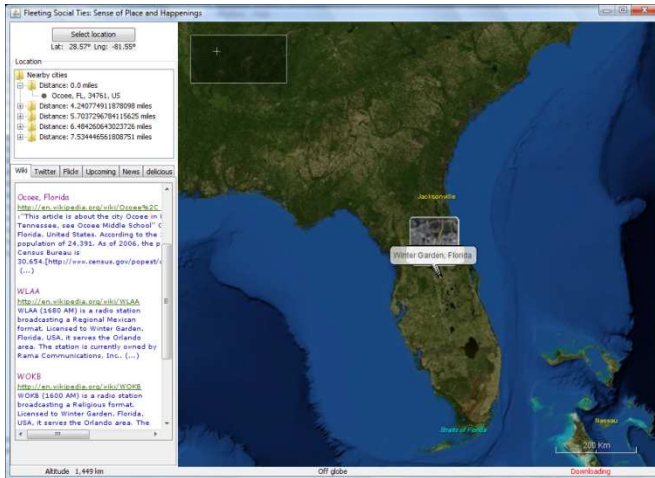 Fleeting Social Ties: Sense of Place and Happenings
Select location
Lat: 28.57° Lng: -81.55°
Location
Nearby cities
Distance: 0.0 miles
Ocoee, FL, 34761, US
Distance: 4.240774911878098 miles
Distance: 5.7037296784115625 miles
Distance: 6.484260643023726 miles
Distance: 7.534446561808751 miles
Wiki Twitter Flickr Upcoming News delicious
Ocoee, Florida
http://en.wikipedia.org/wiki/Ocoee%2C_
:"This article is about the city Ocoee in
Tennessee, see Ocoee Middle School"
Florida, United States. According to the
population of 24,391. As of 2006, the p
Census Bureau is
30,654.[http://www.census.gov/popest/
(...)
WLAA
http://en.wikipedia.org/wiki/WLAA
WLAA (1680 AM) is a radio station
broadcasting a Regional Mexican
format. Licensed to Winter Garden,
Florida, USA, it serves the Orlando
area. The station is currently owned by
Rama Communications, Inc.. (...)
WOKB
http://en.wikipedia.org/wiki/WOKB
WOKB (1600 AM) is a radio station
broadcasting a Religious format.
Licensed to Winter Garden, Florida,
USA, it serves the Orlando area. The
Jacksonville
Winter Garden, Florida
Straits of Florida
Nassau
200 Km
Altitude 1,449 km
Off globe
Downloading